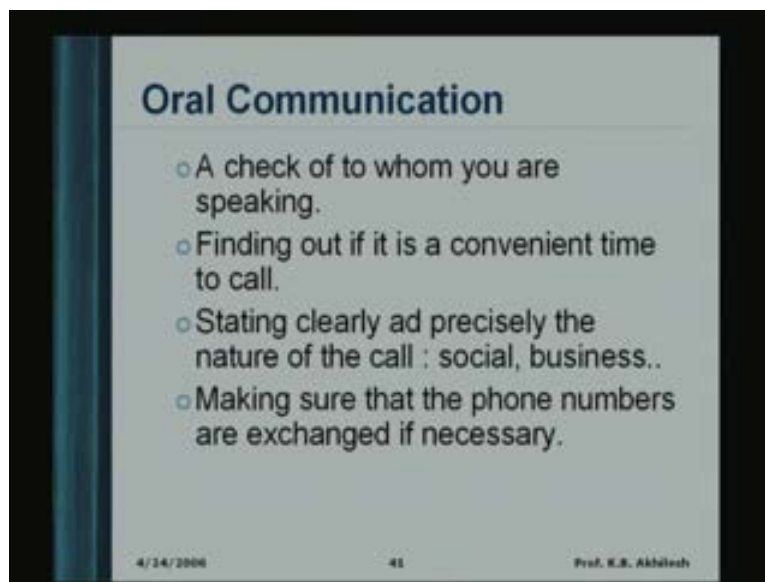 Oral Communication
A check of to whom you are
speaking.
Finding out if it is a convenient time
to call.
Stating clearly ad precisely the
nature of the call : social, business..
Making sure that the phone numbers
are exchanged if necessary.
4/24/2006 41 Prof. K.B. Akhilesh